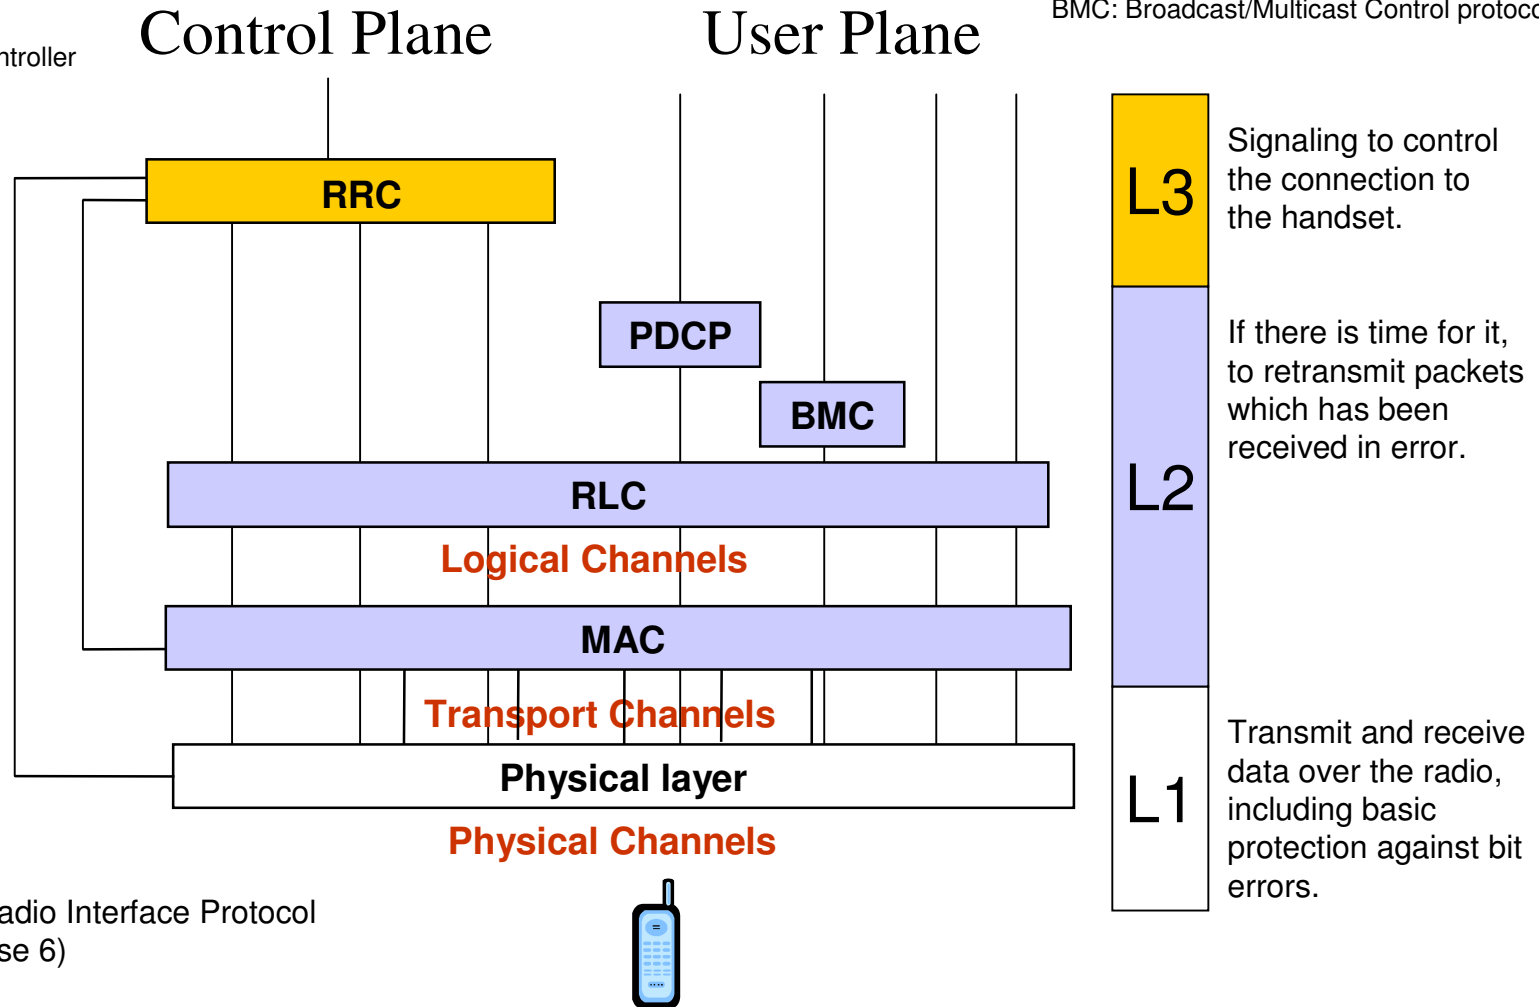 BMC: Broadcast/Multicast Control protoco
Control Plane
User Plane
ntroller
RRC
PDCP
BMC
RLC
Logical Channels
MAC
Transport Channels
Physical layer
Physical Channels
L3
Signaling to control
the connection to
the handset.
L2
If there is time for it,
to retransmit packets
which has been
received in error.
L1
Transmit and receive
data over the radio,
including basic
protection against bit
errors.
adio Interface Protocol
se 6)